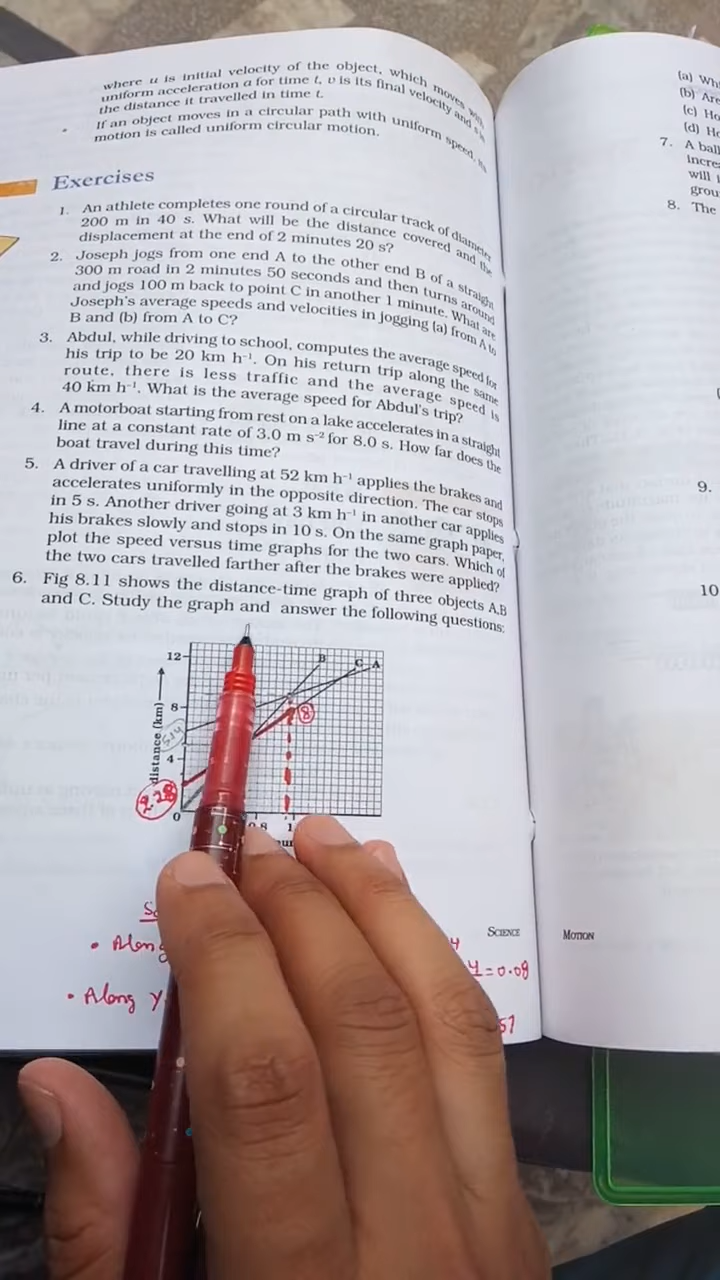 where u is initial velocity of the object, which moves with
uniform acceleration a for time t, v is its final velocity and s is
the distance it travelled in time t.
If an object moves in a circular path with uniform speed, its
motion is called uniform circular motion.
Exercises
1. An athlete completes one round of a circular track of diameter
200 m in 40 s. What will be the distance covered and the
displacement at the end of 2 minutes 20 s?
2. Joseph jogs from one end A to the other end B of a straight
300 m road in 2 minutes 50 seconds and then turns around
and jogs 100 m back to point C in another 1 minute. What are
Joseph's average speeds and velocities in jogging (a) from A to
B and (b) from A to C?
3. Abdul, while driving to school, computes the average speed for
his trip to be 20 km h⁻¹. On his return trip along the same
route, there is less traffic and the average speed is
40 km h⁻¹. What is the average speed for Abdul's trip?
4. A motorboat starting from rest on a lake accelerates in a straight
line at a constant rate of 3.0 m s⁻² for 8.0 s. How far does the
boat travel during this time?
5. A driver of a car travelling at 52 km h⁻¹ applies the brakes and
accelerates uniformly in the opposite direction. The car stops
in 5 s. Another driver going at 3 km h⁻¹ in another car applies
his brakes slowly and stops in 10 s. On the same graph paper,
plot the speed versus time graphs for the two cars. Which of
the two cars travelled farther after the brakes were applied?
6. Fig 8.11 shows the distance-time graph of three objects A,B
and C. Study the graph and answer the following questions:
12
B C A
8
8
distance (km)
4
2.28
0
0.8
Along
Along Y
= 0.08
57
SCIENCE
(a)
(b) Are
(c)
(d)
7. A ball
will
8. The
9.
10
MOTION